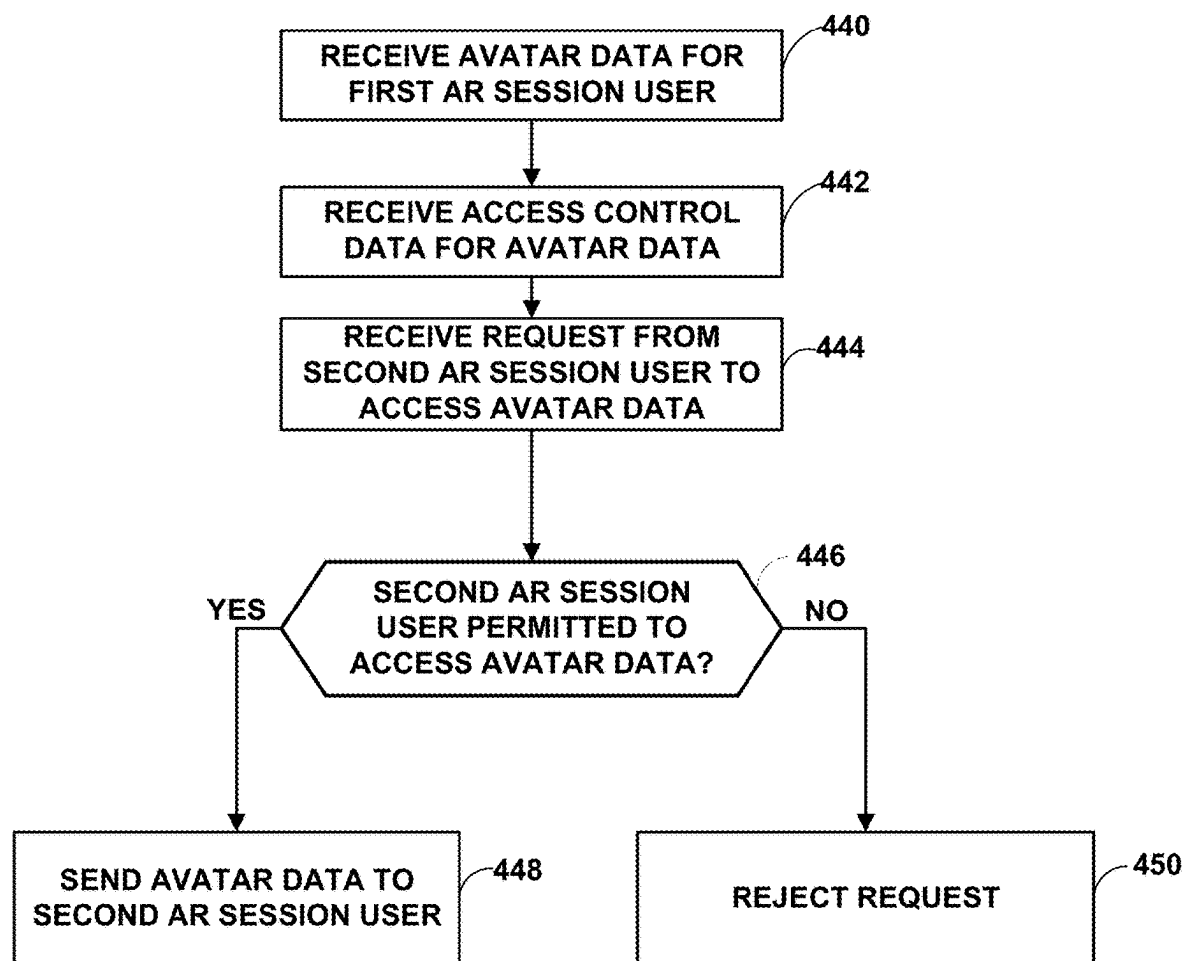 440
RECEIVE AVATAR DATA FOR
FIRST AR SESSION USER
442
RECEIVE ACCESS CONTROL
DATA FOR AVATAR DATA
RECEIVE REQUEST FROM
SECOND AR SESSION USER TO
ACCESS AVATAR DATA
444
446
YES
SECOND AR SESSION
USER PERMITTED TO
ACCESS AVATAR DATA?
NO
SEND AVATAR DATA TO
SECOND AR SESSION USER
448
REJECT REQUEST
450